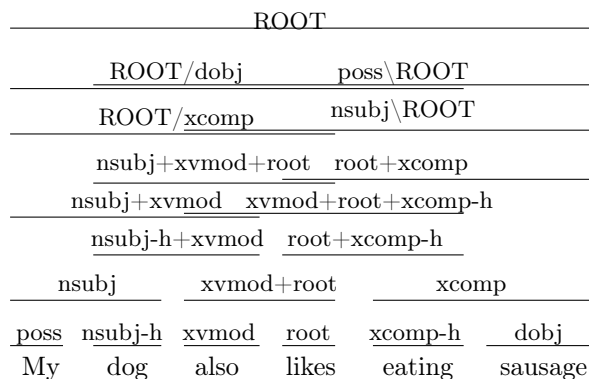 ROOT
ROOT/dobj poss\ROOT
ROOT/xcomp nsubj\ROOT
nsubj+xvmod+root root+xcomp
nsubj+xvmod xvmod+root+xcomp-h
nsubj-h+xvmod root+xcomp-h
nsubj xvmod+root xcomp
poss nsubj-h xvmod root xcomp-h dobj
My dog also likes eating sausage